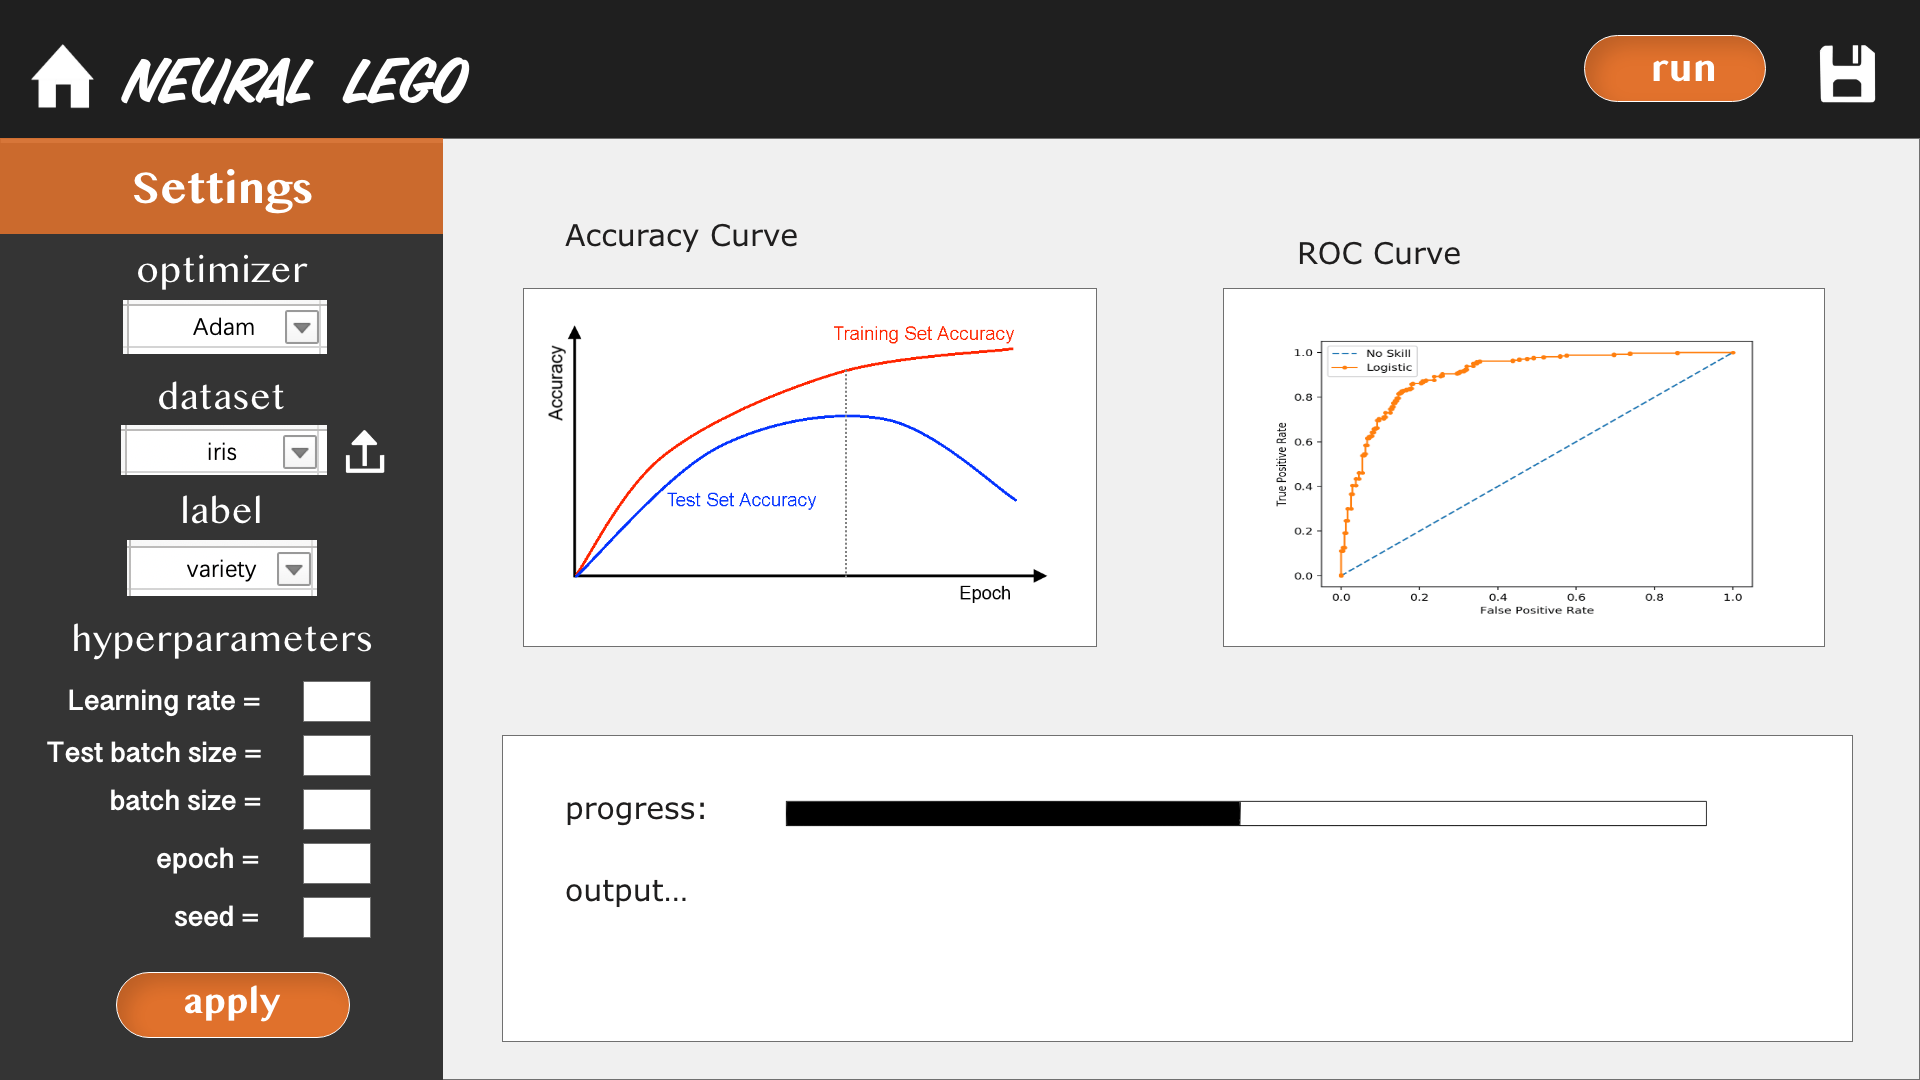 NEURAL LEGO
run
Settings
optimizer
Adam
dataset
iris
label
variety
hyperparameters
Learning rate =
Test batch size =
batch size =
epoch =
seed =
apply
Accuracy Curve
Accuracy
Training Set Accuracy
Test Set Accuracy
Epoch
ROC Curve
True Positive Rate
1.0
0.8
0.6
0.4
0.2
0.0
No Skill
Logistic
0.0 0.2 0.4 0.6 0.8 1.0
False Positive Rate
progress:
output...